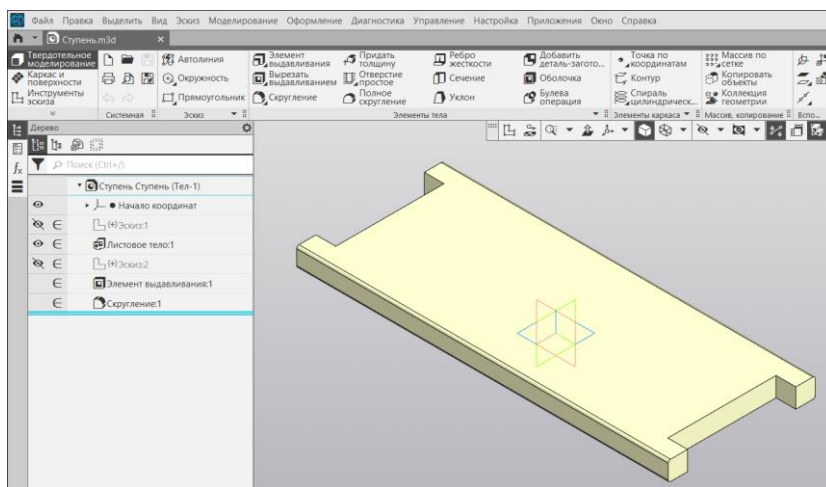 Файл Правка Выделить Вид Эскиз Моделирование Оформление Диагностика Управление Настройка Приложения Окно Справка
Ступень.m3d
Твердотельное моделирование
Каркас и поверхности
Инструменты эскиза
Системная
Автолиния
Окружность
Прямоугольник
Эскиз
Элемент выдавливания
Вырезать выдавливанием
Скругление
Придать толщину
Отверстие простое
Полное скругление
Ребро жесткости
Сечение
Уклон
Добавить деталь-загото...
Оболочка
Булева операция
Элементы тела
Точка по координатам
Контур
Спираль цилиндрическ...
Элементы каркаса
Массив по сетке
Копировать объекты
Коллекция геометрии
Массив, копирование
Вспо...
Дерево
Поиск (Ctrl+/)
Ступень Ступень (Тел-1)
Начало координат
(+)Эскиз:1
Листовое тело:1
(+)Эскиз:2
Элемент выдавливания:1
Скругление:1